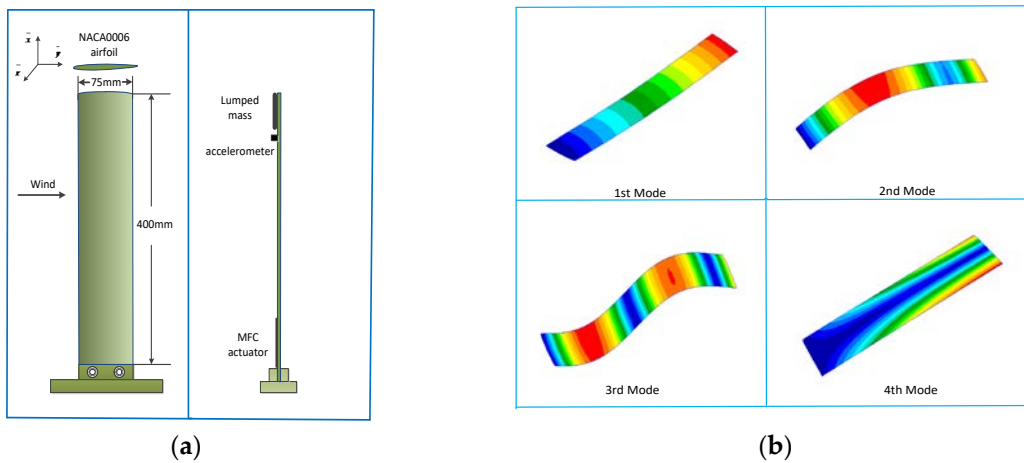 NACA0006
airfoil
x
y
z
75mm
Lumped
mass
accelerometer
Wind
400mm
MFC
actuator
(a)
1st Mode
2nd Mode
3rd Mode
4th Mode
(b)